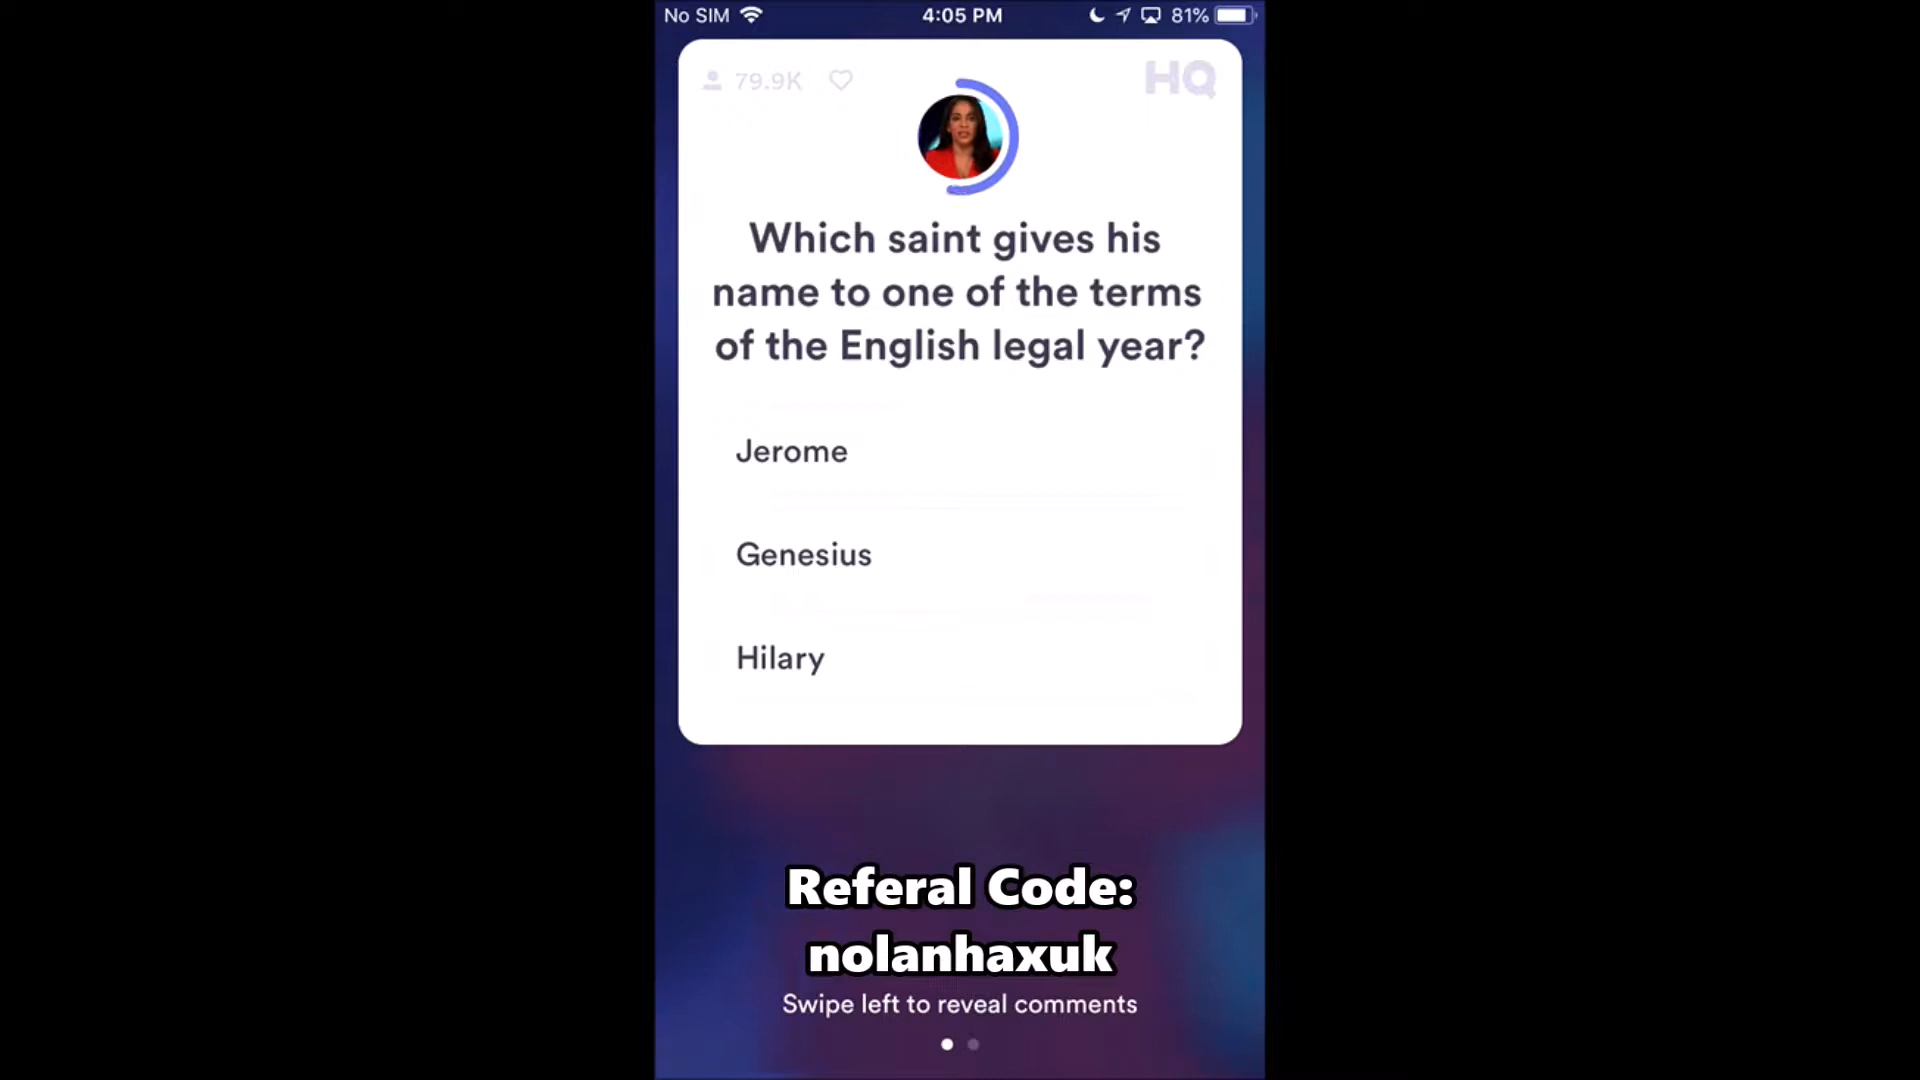 No SIM 4:05 PM 81%
79.9K HQ
Which saint gives his
name to one of the terms
of the English legal year?
Jerome
Genesius
Hilary
Referal Code:
nolanhaxuk
Swipe left to reveal comments